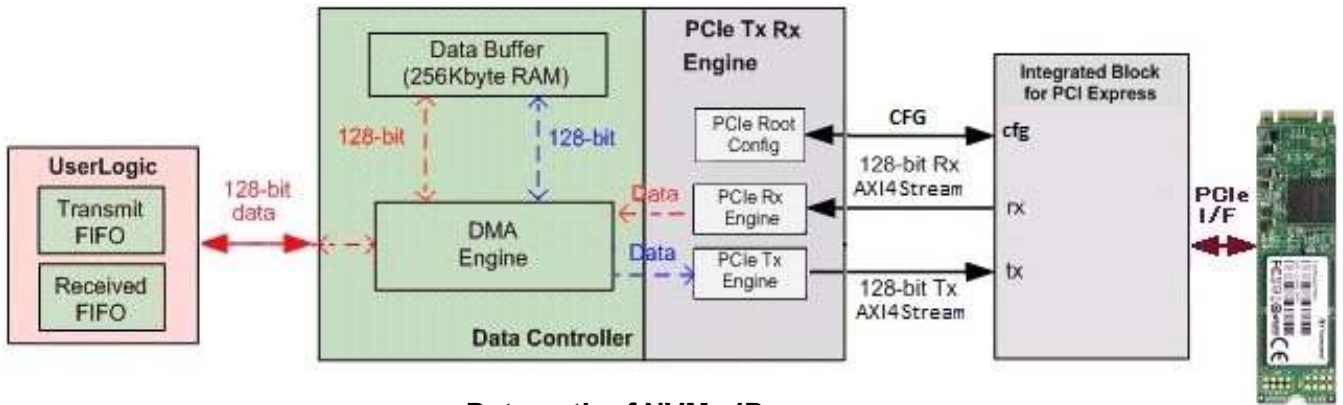 UserLogic
Transmit
FIFO
Received
FIFO
128-bit
data
Data Buffer
(256Kbyte RAM)
128-bit
128-bit
DMA
Engine
Data
Data
Data Controller
PCIe Tx Rx
Engine
PCIe Root
Config
PCIe Rx
Engine
PCIe Tx
Engine
CFG
128-bit Rx
AXI4Stream
128-bit Tx
AXI4Stream
Integrated Block
for PCI Express
cfg
rx
tx
PCIe
I/F
CE